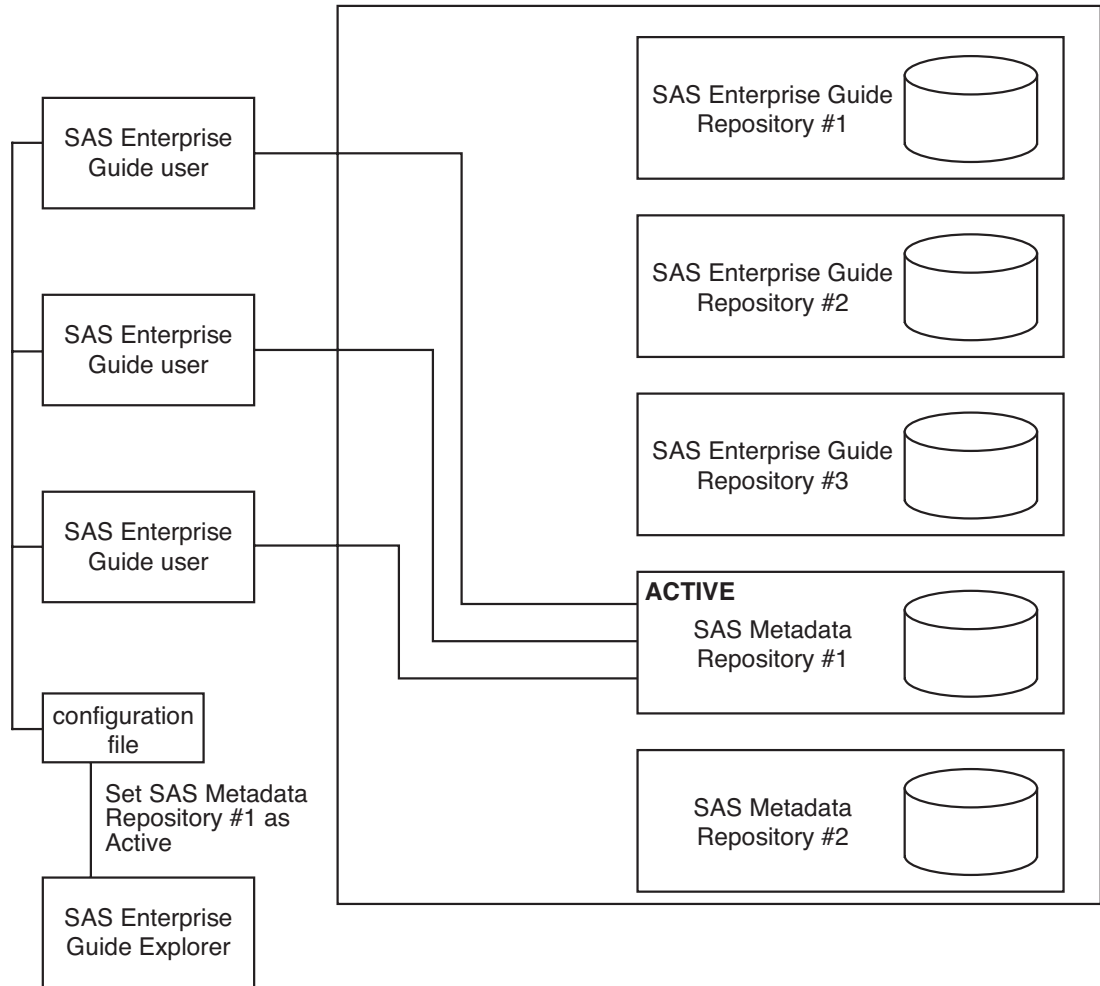 SAS Enterprise Guide
Repository #1
SAS Enterprise
Guide user
SAS Enterprise Guide
Repository #2
SAS Enterprise
Guide user
SAS Enterprise Guide
Repository #3
SAS Enterprise
Guide user
ACTIVE
SAS Metadata
Repository #1
configuration
file
Set SAS Metadata
Repository #1 as
Active
SAS Metadata
Repository #2
SAS Enterprise
Guide Explorer